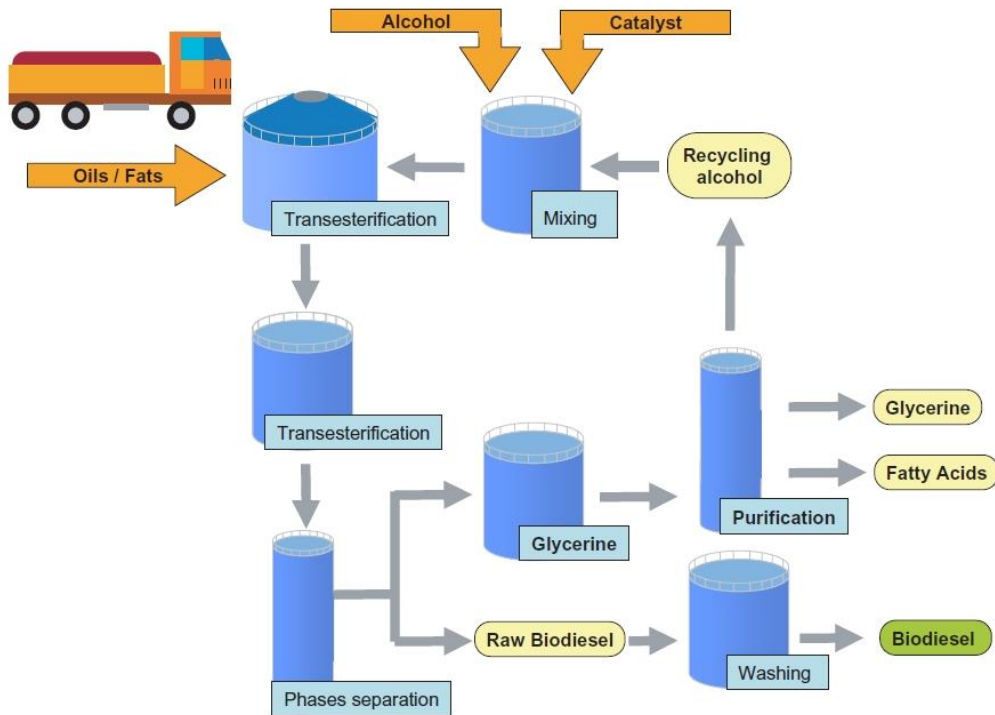 Alcohol
Catalyst
Oils / Fats
Transesterification
Mixing
Recycling
alcohol
Transesterification
Glycerine
Purification
Glycerine
Fatty Acids
Phases separation
Raw Biodiesel
Washing
Biodiesel